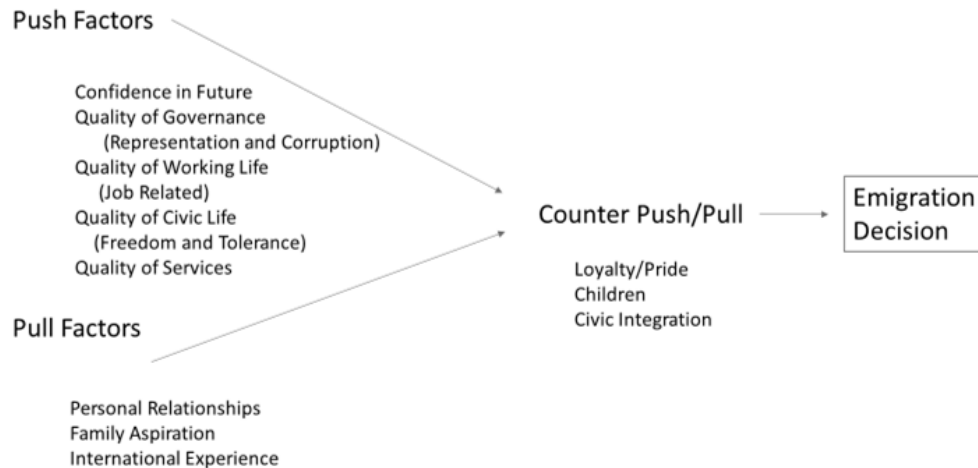 Push Factors
Confidence in Future
Quality of Governance
(Representation and Corruption)
Quality of Working Life
(Job Related)
Quality of Civic Life
(Freedom and Tolerance)
Quality of Services
Pull Factors
Personal Relationships
Family Aspiration
International Experience
Counter Push/Pull
Loyalty/Pride
Children
Civic Integration
Emigration
Decision